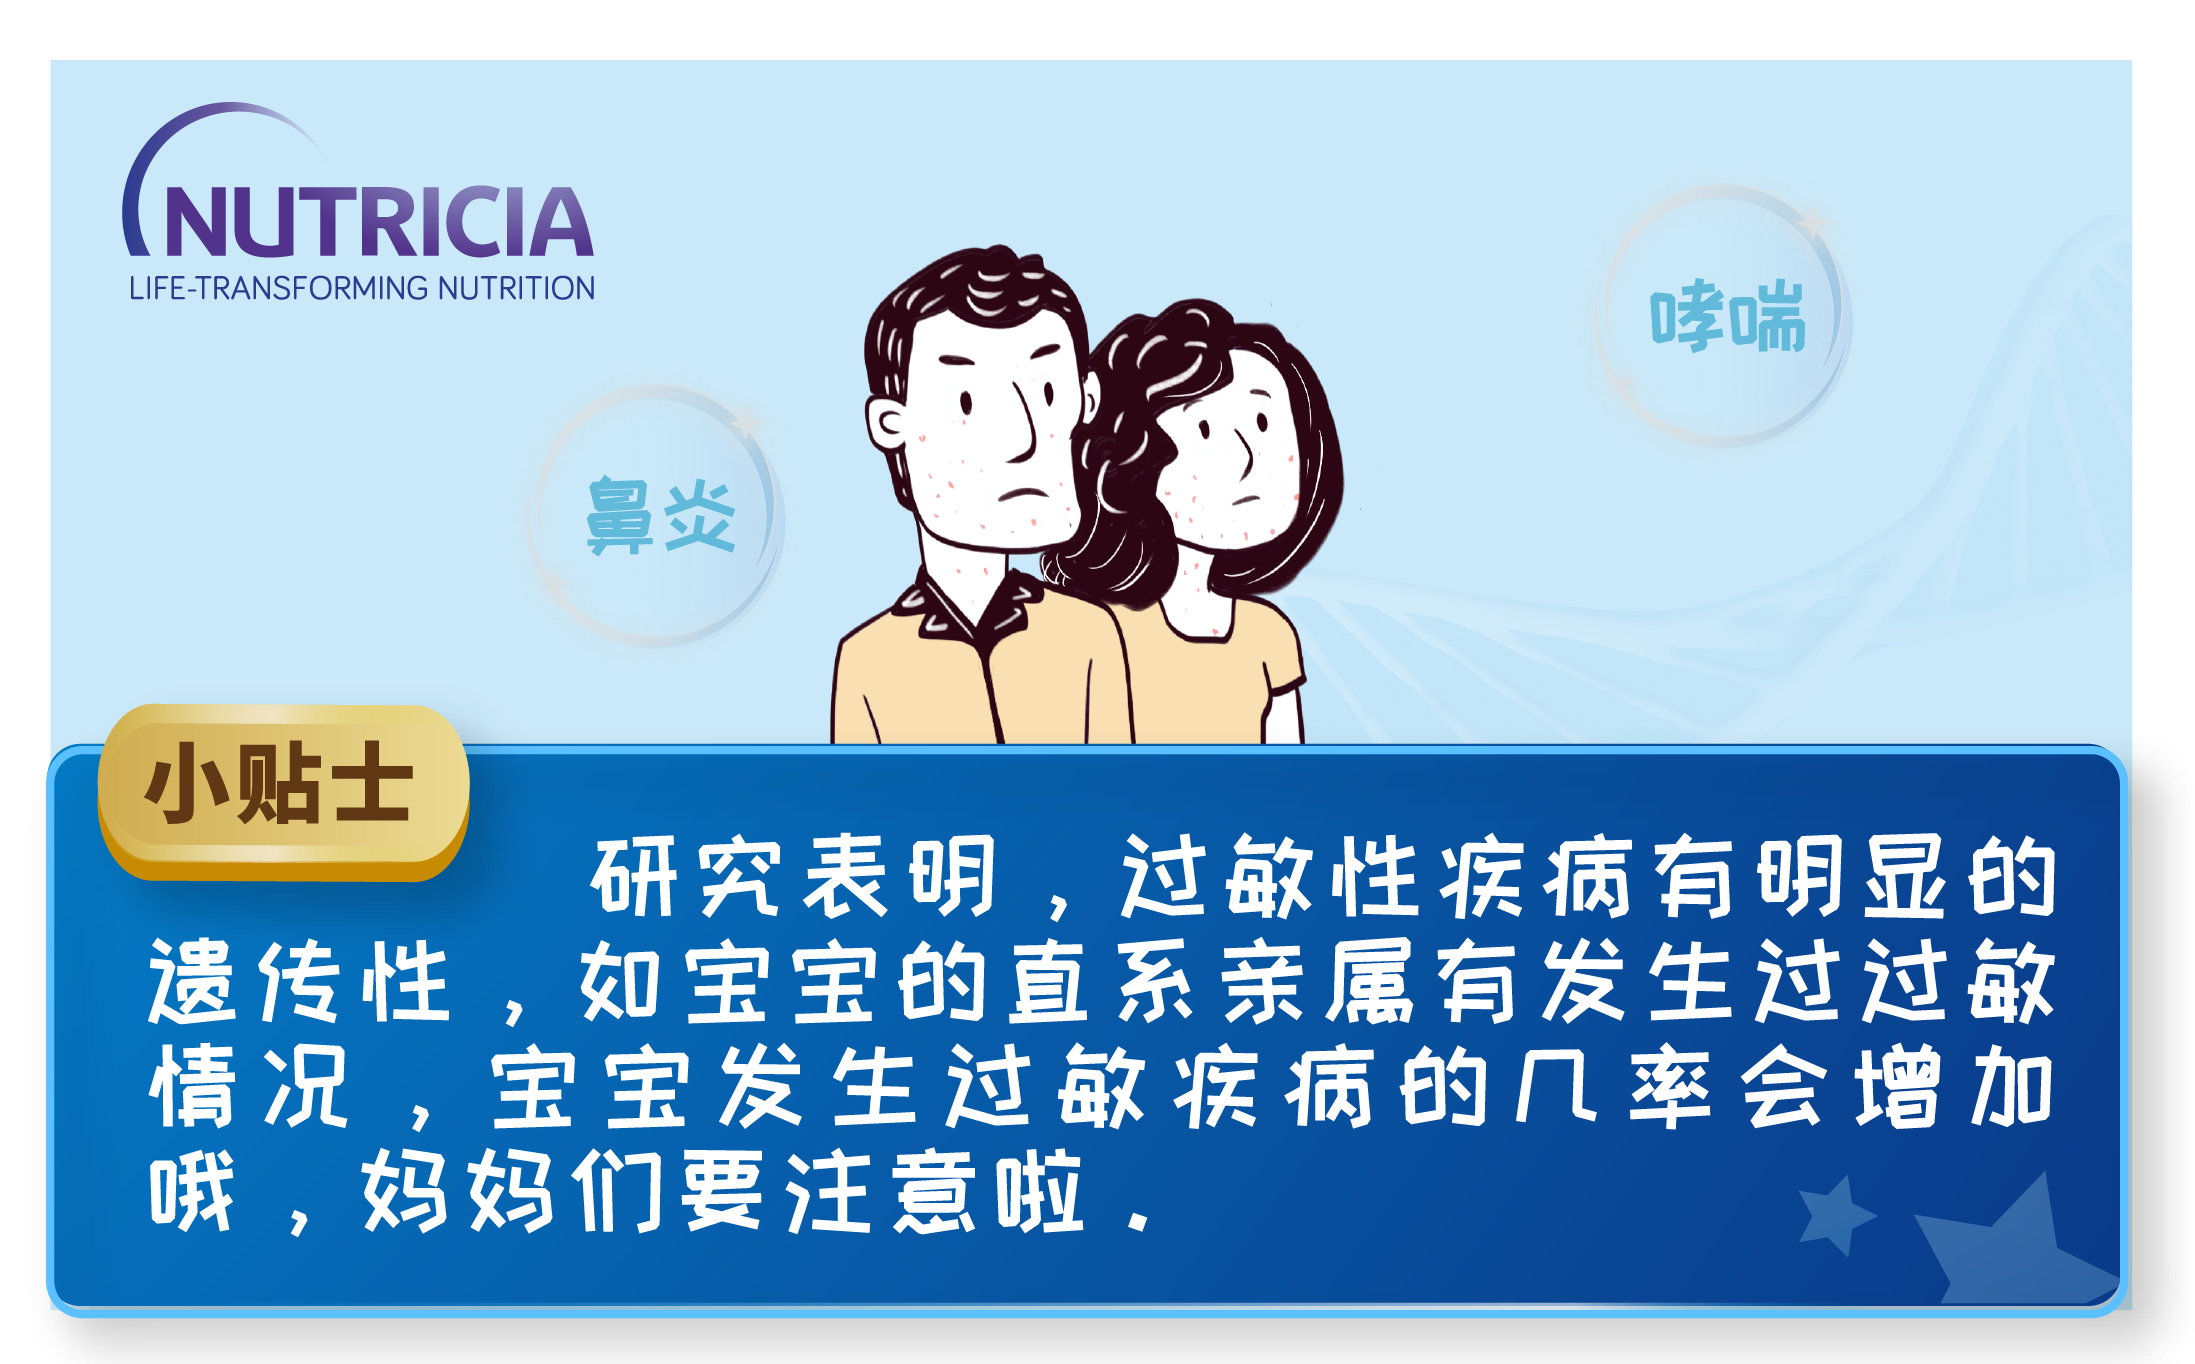 NUTRICIA
LIFE-TRANSFORMING NUTRITION
哮喘
鼻炎
小贴士
研究表明，过敏性疾病有明显的
遗传性，如宝宝的直系亲属有发生过过敏
情况，宝宝发生过敏疾病的几率会增加
哦，妈妈们要注意啦.